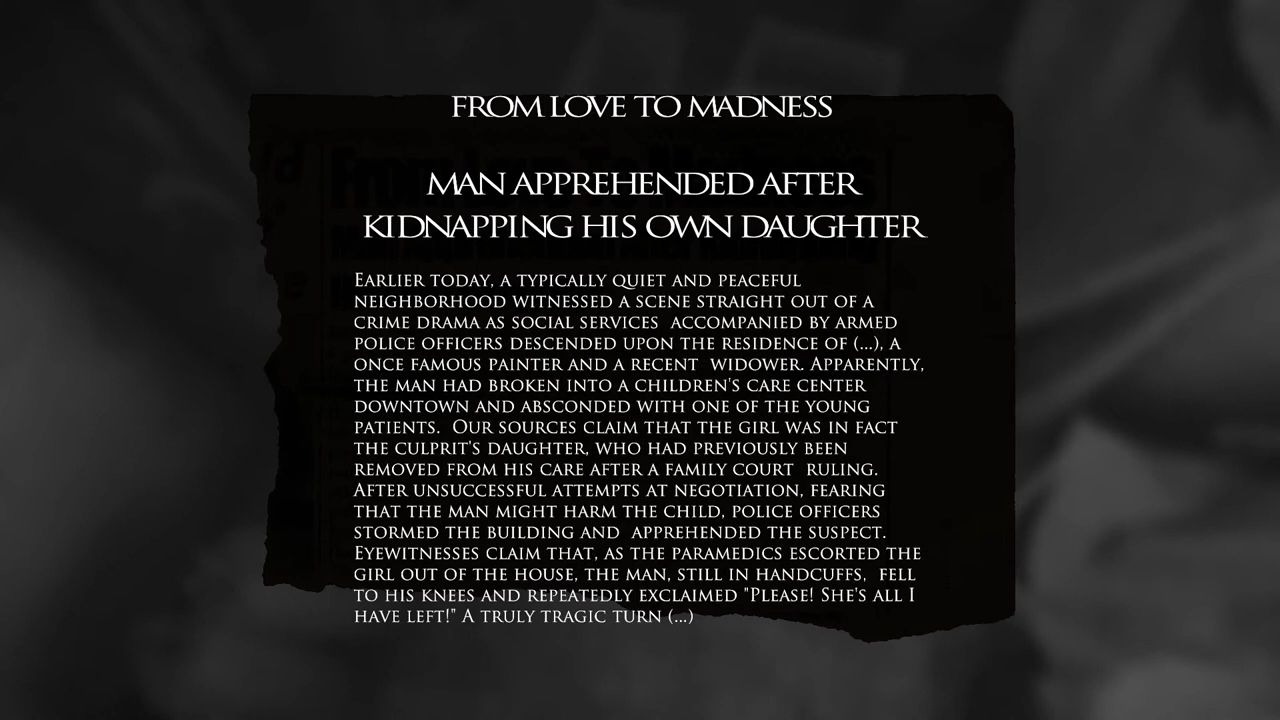 FROM LOVE TO MADNESS
MAN APPREHENDED AFTER
KIDNAPPING HIS OWN DAUGHTER
EARLIER TODAY, A TYPICALLY QUIET AND PEACEFUL
NEIGHBORHOOD WITNESSED A SCENE STRAIGHT OUT OF A
CRIME DRAMA AS SOCIAL SERVICES ACCOMPANIED BY ARMED
POLICE OFFICERS DESCENDED UPON THE RESIDENCE OF (...), A
ONCE FAMOUS PAINTER AND A RECENT WIDOWER. APPARENTLY,
THE MAN HAD BROKEN INTO A CHILDREN'S CARE CENTER
DOWNTOWN AND ABSCONDED WITH ONE OF THE YOUNG
PATIENTS. OUR SOURCES CLAIM THAT THE GIRL WAS IN FACT
THE CULPRIT'S DAUGHTER, WHO HAD PREVIOUSLY BEEN
REMOVED FROM HIS CARE AFTER A FAMILY COURT RULING.
AFTER UNSUCCESSFUL ATTEMPTS AT NEGOTIATION, FEARING
THAT THE MAN MIGHT HARM THE CHILD, POLICE OFFICERS
STORMED THE BUILDING AND APPREHENDED THE SUSPECT.
EYEWITNESSES CLAIM THAT, AS THE PARAMEDICS ESCORTED THE
GIRL OUT OF THE HOUSE, THE MAN, STILL IN HANDCUFFS, FELL
TO HIS KNEES AND REPEATEDLY EXCLAIMED "PLEASE! SHE'S ALL I
HAVE LEFT!" A TRULY TRAGIC TURN (...)